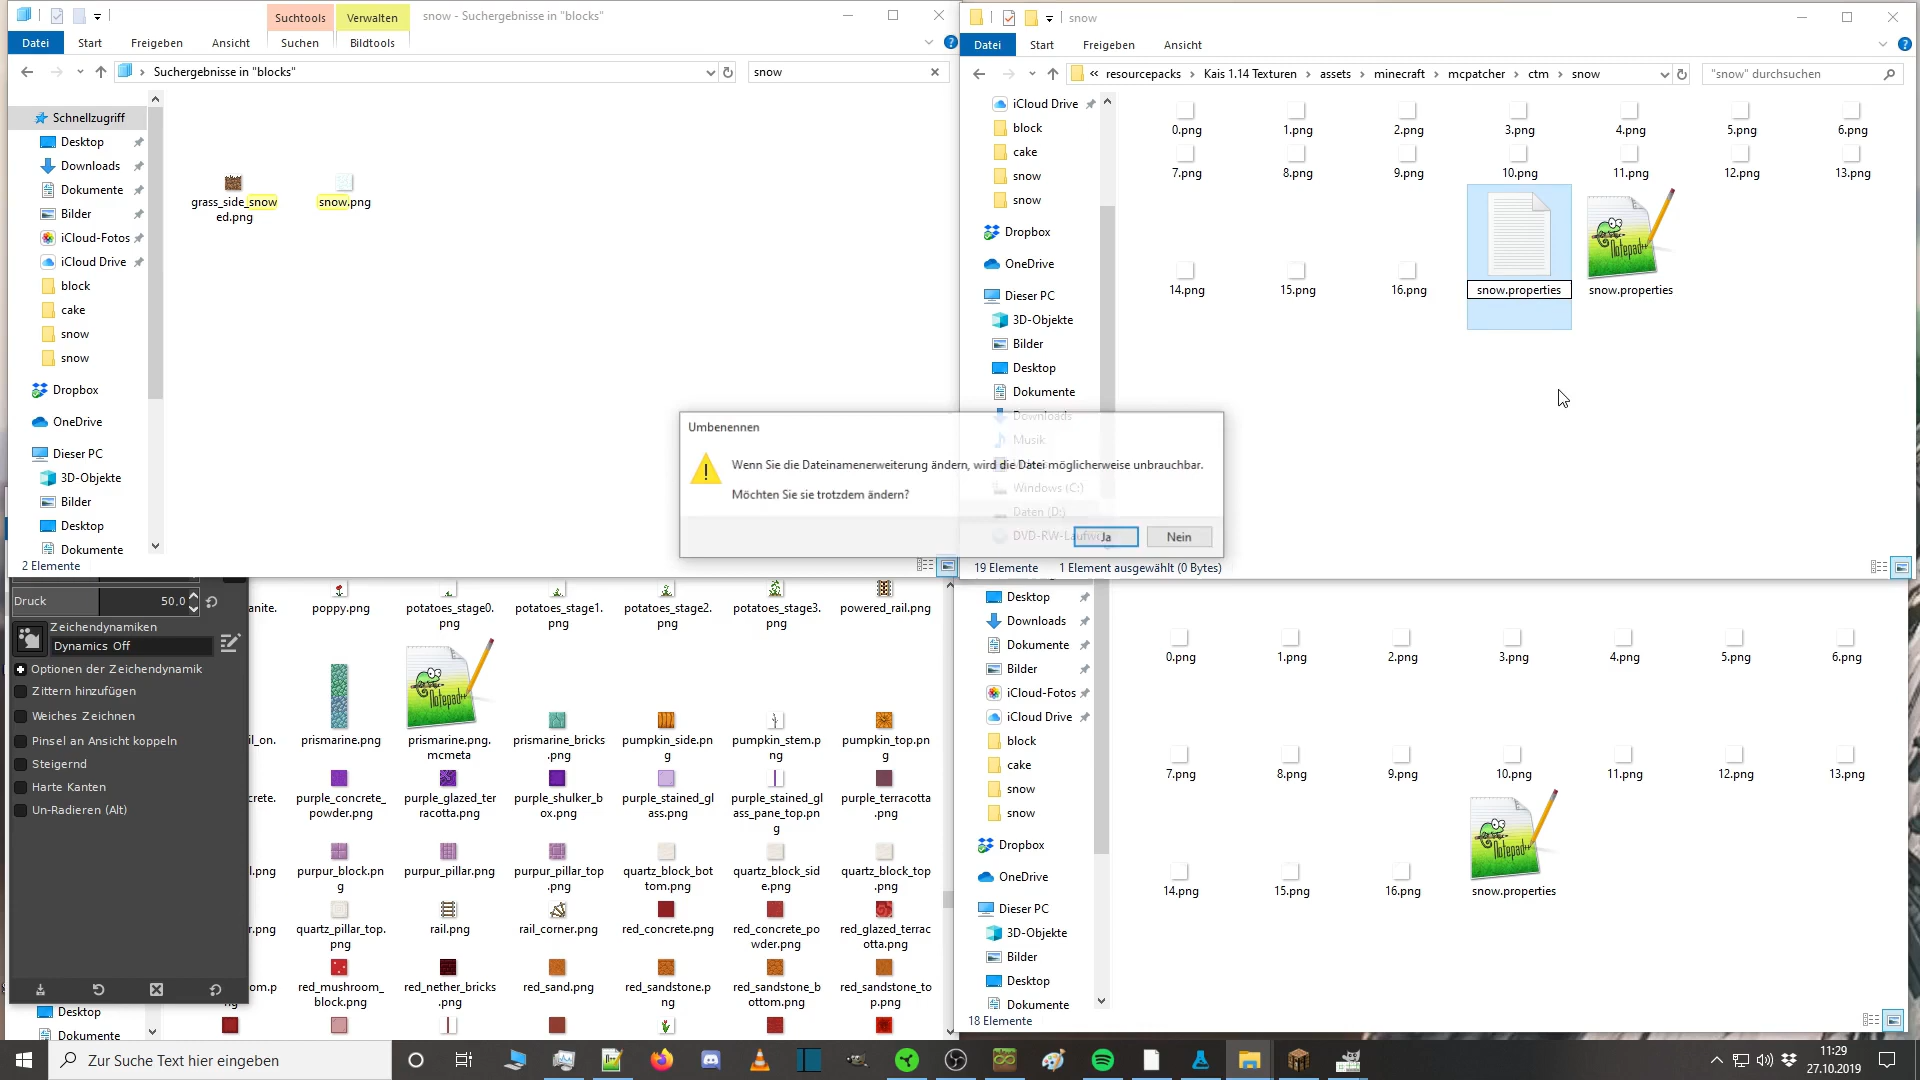 snow - Suchergebnisse in "blocks"
Suchtools
Verwalten
Datei
Start
Freigeben
Ansicht
Suchen
Bildtools
Suchergebnisse in "blocks"
snow
Schnellzugriff
Desktop
Downloads
Dokumente
Bilder
iCloud-Fotos
iCloud Drive
block
cake
snow
snow
Dropbox
OneDrive
Dieser PC
3D-Objekte
Bilder
Desktop
Dokumente
grass_side_snow
ed.png
snow.png
2 Elemente
snow
Datei
Start
Freigeben
Ansicht
« resourcepacks > Kais 1.14 Texturen > assets > minecraft > mcpatcher > ctm > snow
"snow" durchsuchen
iCloud Drive
block
cake
snow
snow
Dropbox
OneDrive
Dieser PC
3D-Objekte
Bilder
Desktop
Dokumente
Downloads
Musik
Windows (C:)
Daten (D:)
0.png
1.png
2.png
3.png
4.png
5.png
6.png
7.png
8.png
9.png
10.png
11.png
12.png
13.png
14.png
15.png
16.png
snow.properties
Notepad++
snow.properties
19 Elemente
1 Element ausgewählt (0 Bytes)
Umbenennen
Wenn Sie die Dateinamenerweiterung ändern, wird die Datei möglicherweise unbrauchbar.
Möchten Sie sie trotzdem ändern?
Ja
Nein
Druck
50,0
Zeichendynamiken
Dynamics Off
Optionen der Zeichendynamik
Zittern hinzufügen
Weiches Zeichnen
Pinsel an Ansicht koppeln
Steigernd
Harte Kanten
Un-Radieren (Alt)
Desktop
Dokumente
anite.
poppy.png
potatoes_stage0.
png
potatoes_stage1.
png
potatoes_stage2.
png
potatoes_stage3.
png
powered_rail.png
il_on.
prismarine.png
Notepad++
prismarine.png.
mcmeta
prismarine_bricks
.png
pumpkin_side.pn
g
pumpkin_stem.p
ng
pumpkin_top.pn
g
crete.
purple_concrete_
powder.png
purple_glazed_ter
racotta.png
purple_shulker_b
ox.png
purple_stained_gl
ass.png
purple_stained_gl
ass_pane_top.pn
g
purple_terracotta
.png
l.png
purpur_block.pn
g
purpur_pillar.png
purpur_pillar_top
.png
quartz_block_bot
tom.png
quartz_block_sid
e.png
quartz_block_top
.png
r.png
quartz_pillar_top.
png
rail.png
rail_corner.png
red_concrete.png
red_concrete_po
wder.png
red_glazed_terrac
otta.png
om.p
ng
red_mushroom_
block.png
red_nether_bricks
.png
red_sand.png
red_sandstone.p
ng
red_sandstone_b
ottom.png
red_sandstone_to
p.png
Desktop
Downloads
Dokumente
Bilder
iCloud-Fotos
iCloud Drive
block
cake
snow
snow
Dropbox
OneDrive
Dieser PC
3D-Objekte
Bilder
Desktop
Dokumente
0.png
1.png
2.png
3.png
4.png
5.png
6.png
7.png
8.png
9.png
10.png
11.png
12.png
13.png
14.png
15.png
16.png
Notepad++
snow.properties
18 Elemente
Zur Suche Text hier eingeben
11:29
27.10.2019